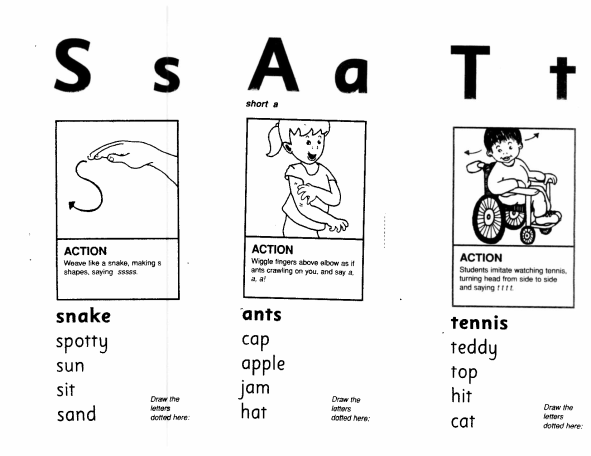 S s
ACTION
Weave like a snake, making s
shapes, saying sssss.
snake
spotty
sun
sit
sand
Draw the
letters
dotted here:
A a
short a
ACTION
Wiggle fingers above elbow as if
ants crawling on you, and say a,
a, a!
ants
cap
apple
jam
hat
Draw the
letters
dotted here:
T t
ACTION
Students imitate watching tennis,
turning head from side to side
and saying t t t t.
tennis
teddy
top
hit
cat
Draw the
letters
dotted here: